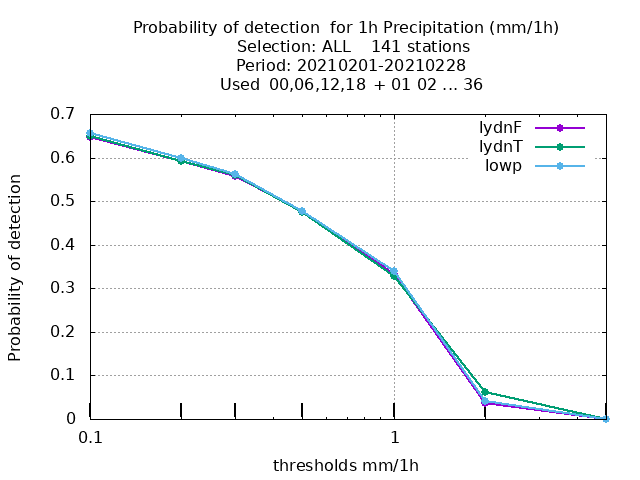 Probability of detection  for 1h Precipitation (mm/1h)
Selection: ALL    141 stations
Period: 20210201-20210228
Used  00,06,12,18  + 01 02 ... 36
0.7
0.6
0.5
0.4
0.3
0.2
0.1
0
Probability of detection
lydnF
lydnT
lowp
0.1
1
thresholds mm/1h